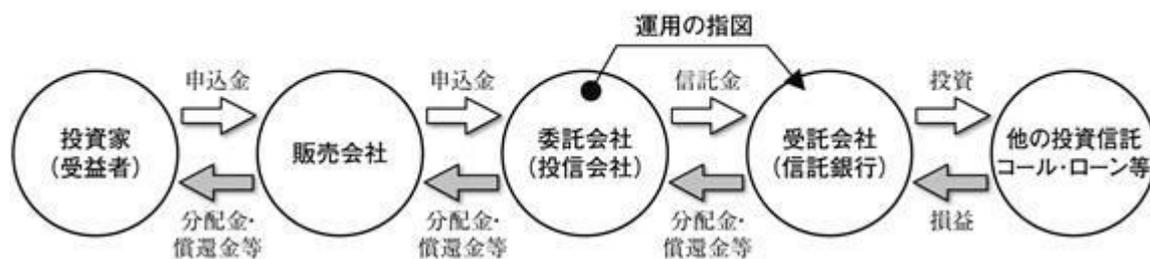 運用の指図
申込金
申込金
信託金
投資
投資家
(受益者)
販売会社
委託会社
(投信会社)
受託会社
(信託銀行)
他の投資信託
コール・ローン等
分配金・
償還金等
分配金・
償還金等
分配金・
償還金等
損益